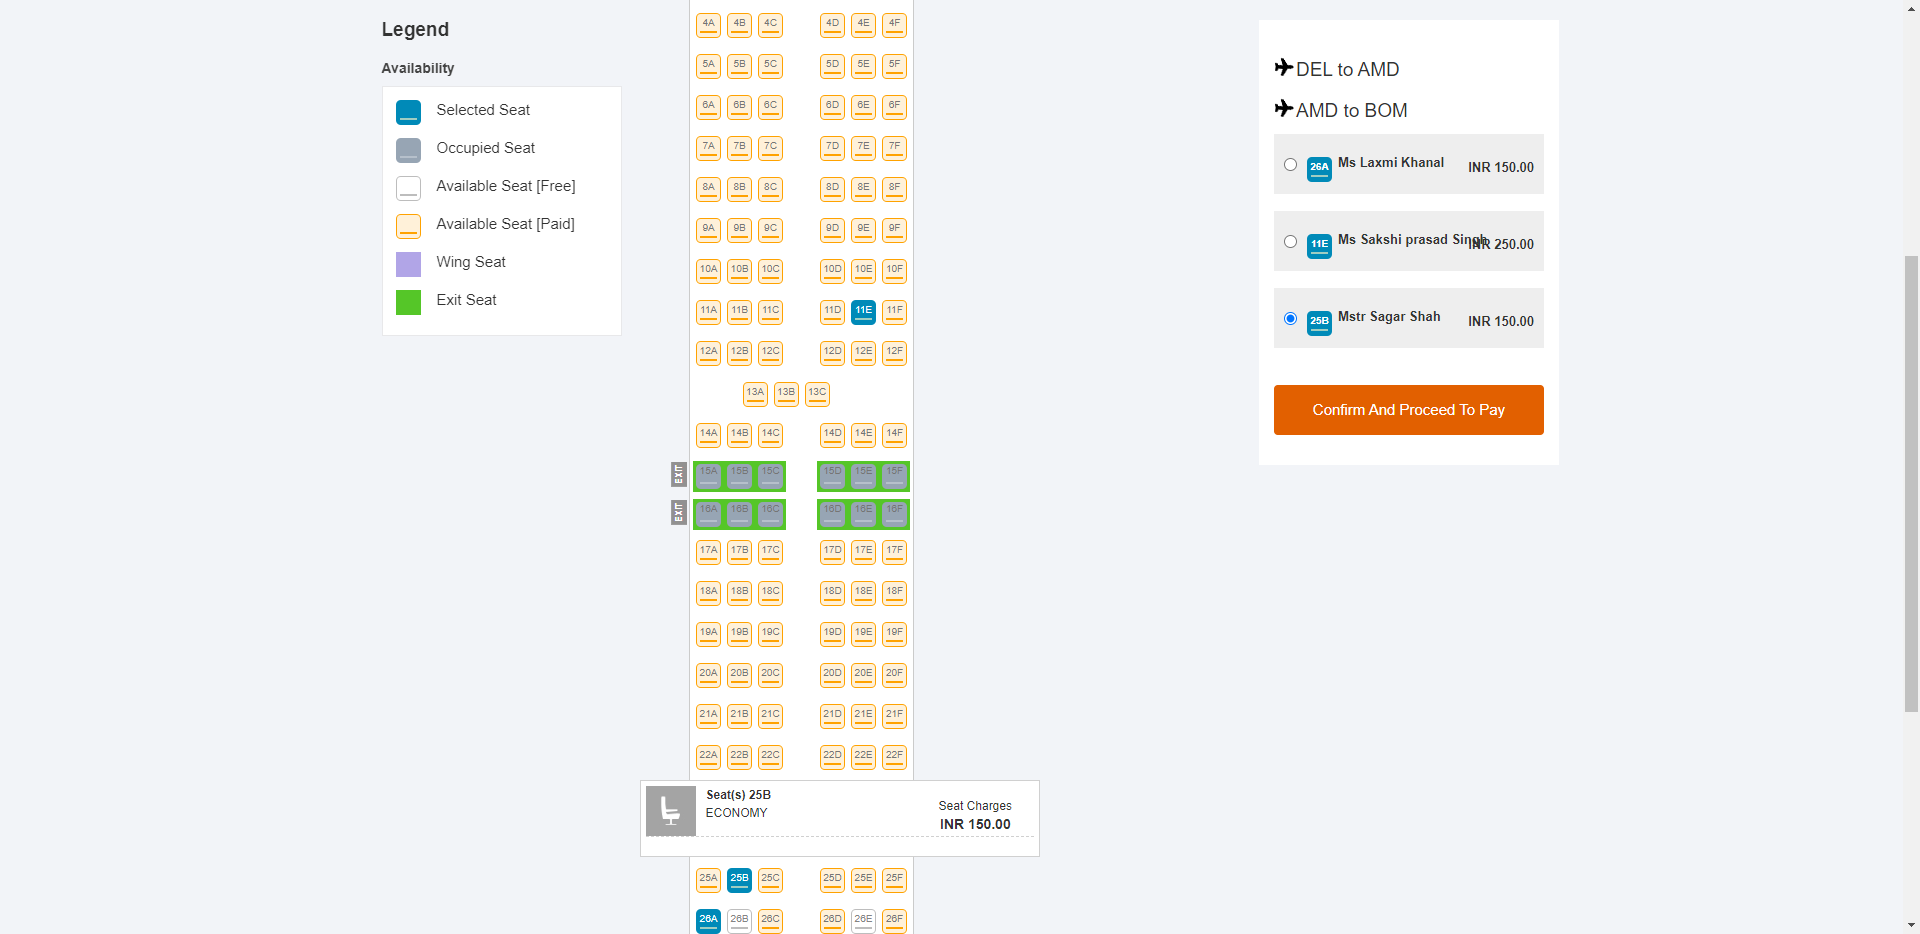 Legend
Availability
Selected Seat
Occupied Seat
Available Seat [Free]
Available Seat [Paid]
Wing Seat
Exit Seat
4A 4B 4C 4D 4E 4F
5A 5B 5C 5D 5E 5F
6A 6B 6C 6D 6E 6F
7A 7B 7C 7D 7E 7F
8A 8B 8C 8D 8E 8F
9A 9B 9C 9D 9E 9F
10A 10B 10C 10D 10E 10F
11A 11B 11C 11D 11E 11F
12A 12B 12C 12D 12E 12F
13A 13B 13C
14A 14B 14C 14D 14E 14F
EXIT 15A 15B 15C 15D 15E 15F
EXIT 16A 16B 16C 16D 16E 16F
17A 17B 17C 17D 17E 17F
18A 18B 18C 18D 18E 18F
19A 19B 19C 19D 19E 19F
20A 20B 20C 20D 20E 20F
21A 21B 21C 21D 21E 21F
22A 22B 22C 22D 22E 22F
Seat(s) 25B
ECONOMY
Seat Charges
INR 150.00
25A 25B 25C 25D 25E 25F
26A 26B 26C 26D 26E 26F
DEL to AMD
AMD to BOM
26A Ms Laxmi Khanal INR 150.00
11E Ms Sakshi prasad Singh INR 250.00
25B Mstr Sagar Shah INR 150.00
Confirm And Proceed To Pay